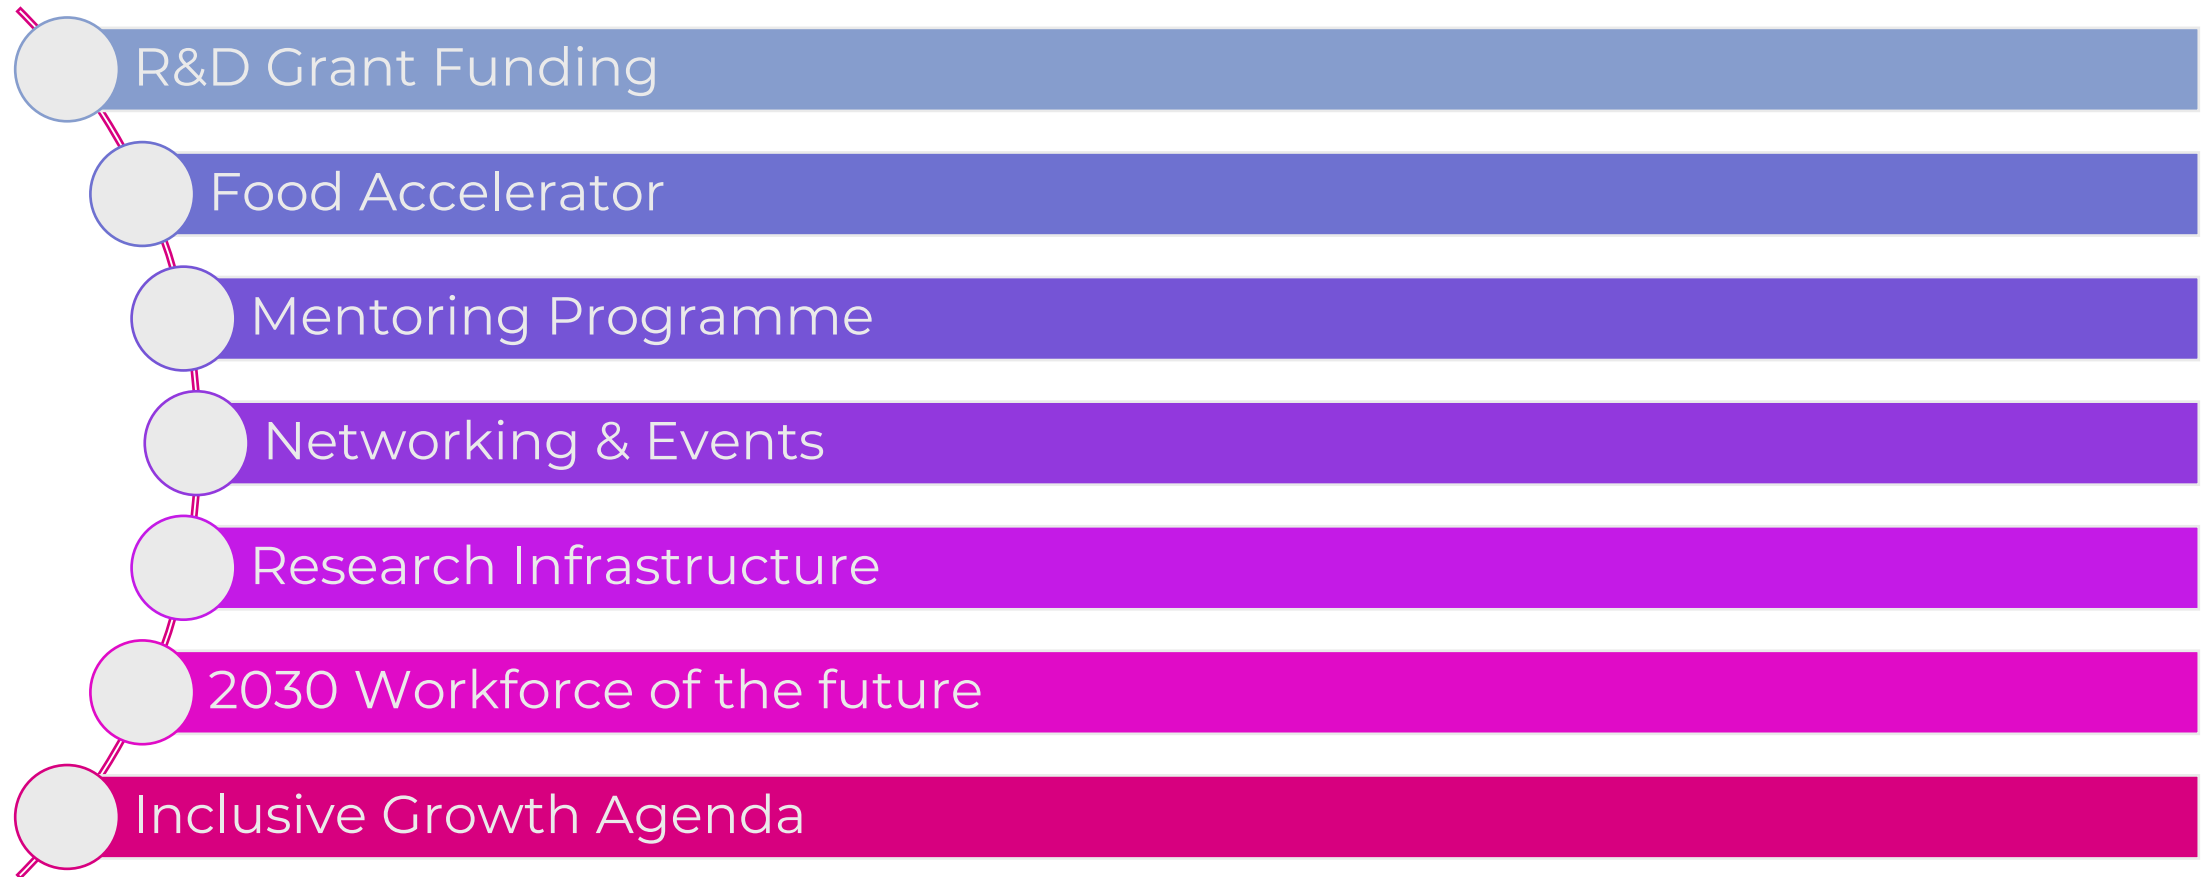 R&D Grant Funding
Food Accelerator
Mentoring Programme
Networking & Events
Research Infrastructure
2030 Workforce of the future
Inclusive Growth Agenda